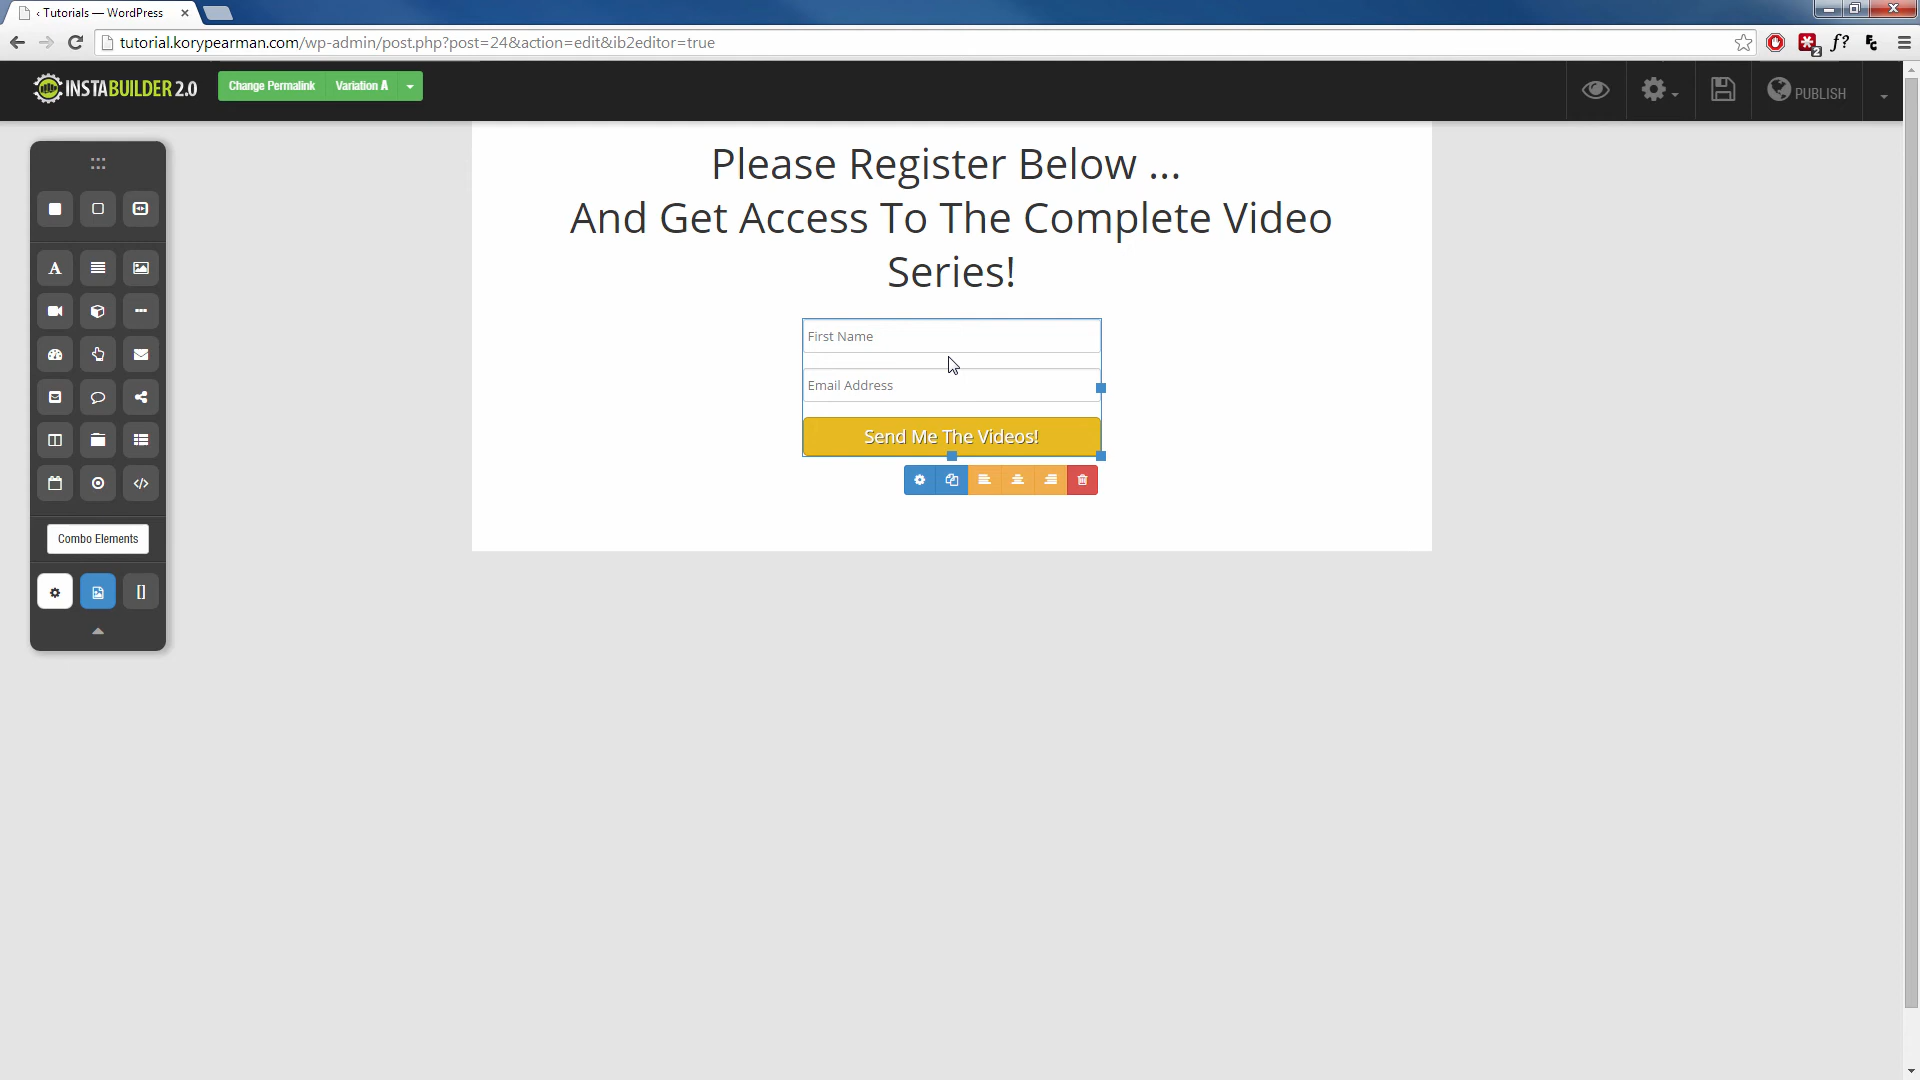 ‹ Tutorials — WordPress
tutorial.korypearman.com/wp-admin/post.php?post=24&action=edit&ib2editor=true
2
f?
INSTABUILDER 2.0
Change Permalink
Variation A
PUBLISH
Please Register Below ...
And Get Access To The Complete Video
Series!
First Name
Email Address
Send Me The Videos!
A
</>
Combo Elements
[]